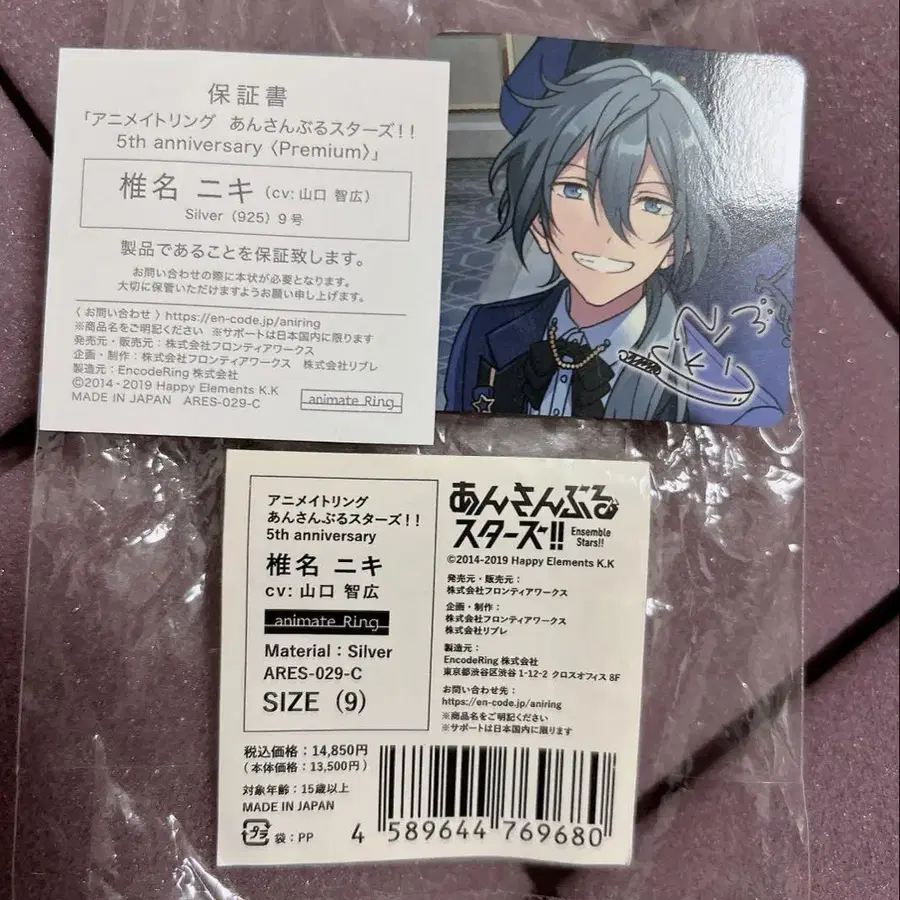 保証書
「アニメイトリング あんさんぶるスターズ！！
5th anniversary〈Premium〉」
椎名 ニキ（cv: 山口 智広）
Silver（925）9号
製品であることを保証致します。
お問い合わせの際に本状が必要となります。
大切に保管いただけますようお願い申し上げます。
〈 お問い合わせ 〉https://en-code.jp/aniring
※商品名をご明記ください ※サポートは日本国内に限ります
発売元・販売元：株式会社フロンティアワークス
企画・制作：株式会社フロンティアワークス 株式会社リブレ
製造元：EncodeRing 株式会社
©2014-2019 Happy Elements K.K
MADE IN JAPAN ARES-029-C
animate Ring
アニメイトリング
あんさんぶるスターズ！！
5th anniversary
椎名 ニキ
cv: 山口 智広
animate Ring
Material：Silver
ARES-029-C
SIZE（9）
あんさんぶる
スターズ!!
Ensemble
Stars!!
©2014-2019 Happy Elements K.K
発売元・販売元：
株式会社フロンティアワークス
企画・制作：
株式会社フロンティアワークス
株式会社リブレ
製造元：
EncodeRing 株式会社
東京都渋谷区渋谷 1-12-2 クロスオフィス 8F
お問い合わせ先：
https://en-code.jp/aniring
※商品名をご明記ください
※サポートは日本国内に限ります
税込価格：14,850円
（本体価格：13,500円）
対象年齢：15歳以上
MADE IN JAPAN
プラ 袋：PP
4 589644 769680